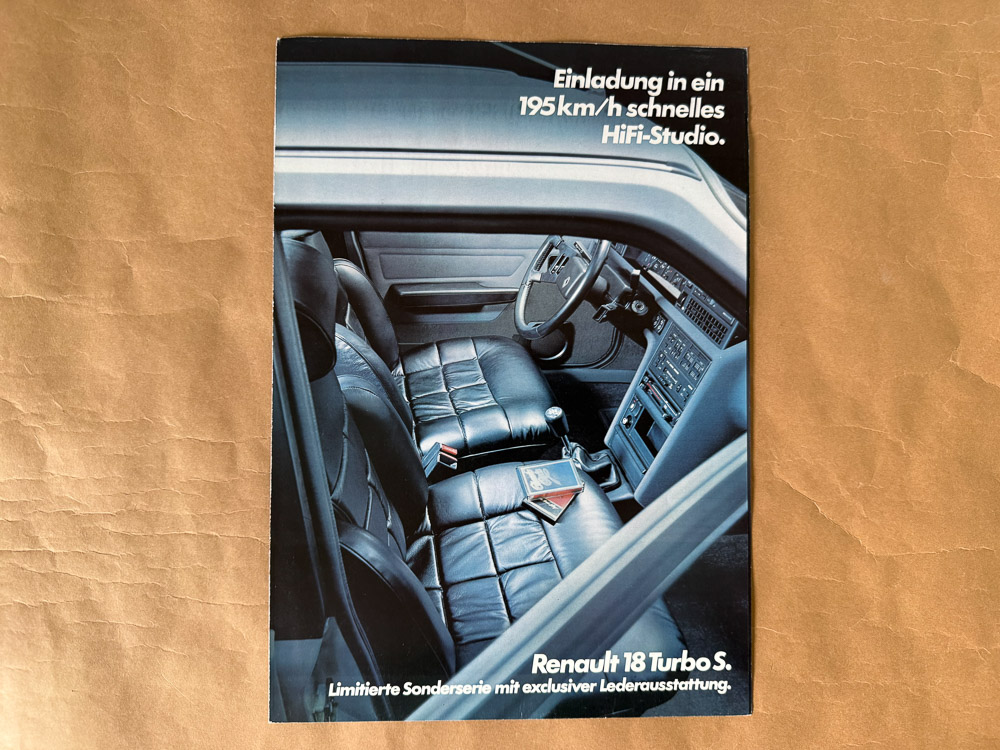 Einladung in ein
195 km/h schnelles
HiFi-Studio.
Renault 18 Turbo S.
Limitierte Sonderserie mit exclusiver Lederausstattung.